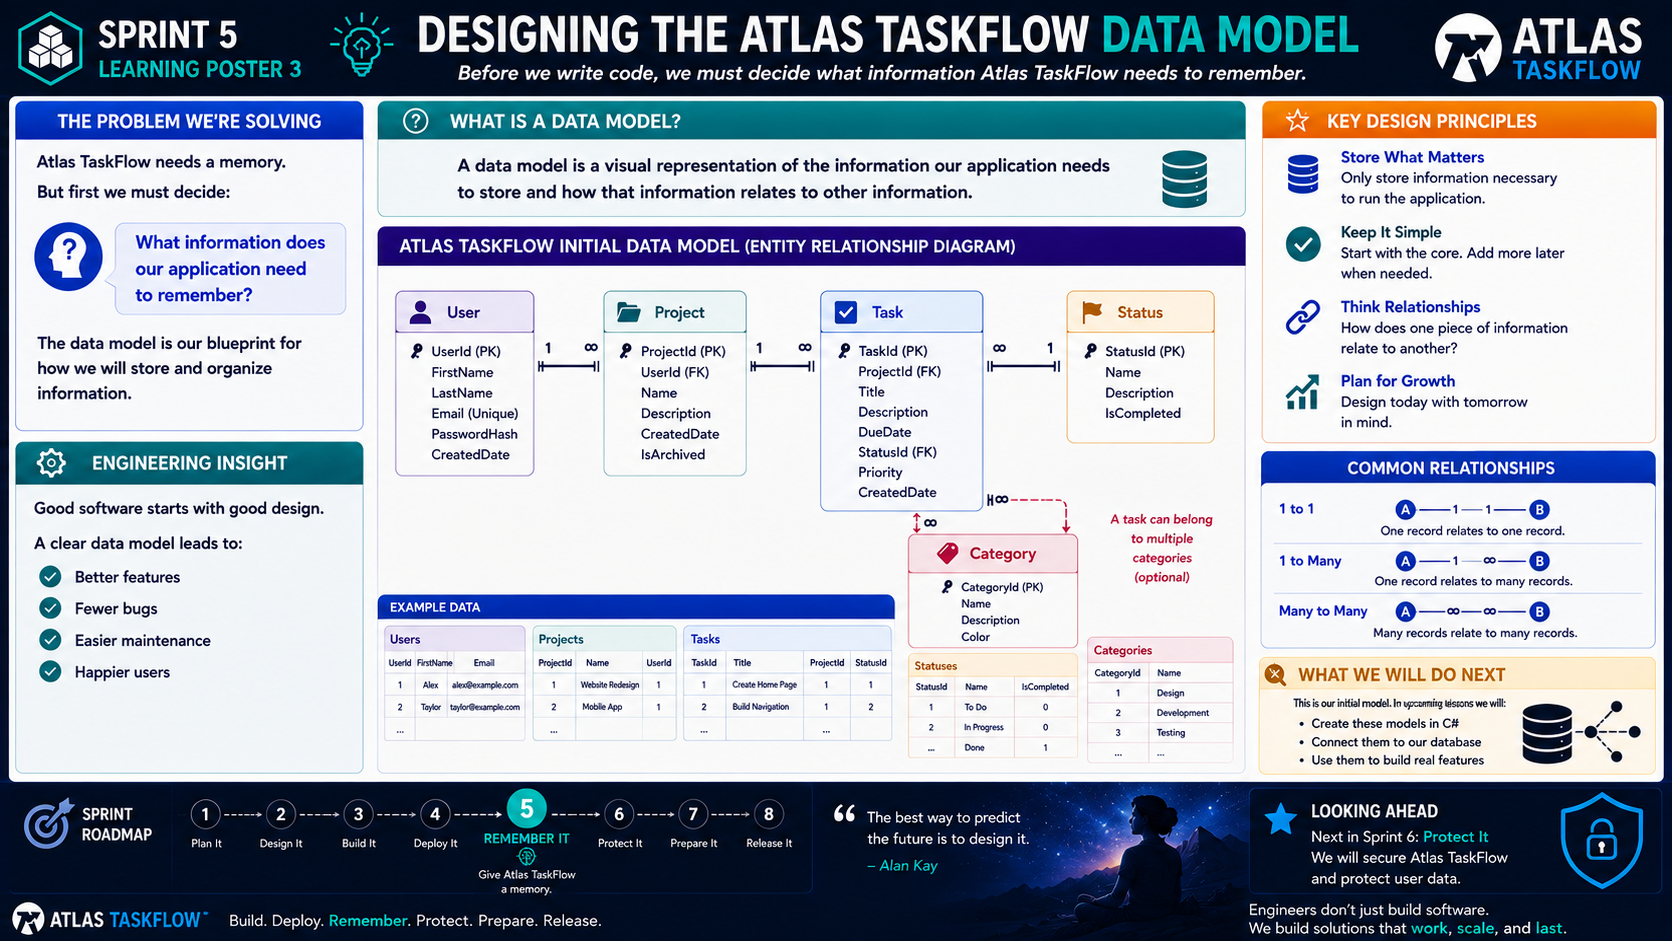 SPRINT 5
LEARNING POSTER 3
DESIGNING THE ATLAS TASKFLOW DATA MODEL
Before we write code, we must decide what information Atlas TaskFlow needs to remember.
ATLAS
TASKFLOW
THE PROBLEM WE'RE SOLVING
Atlas TaskFlow needs a memory.
But first we must decide:
?
What information does
our application need
to remember?
The data model is our blueprint for
how we will store and organize
information.
ENGINEERING INSIGHT
Good software starts with good design.
A clear data model leads to:
Better features
Fewer bugs
Easier maintenance
Happier users
? WHAT IS A DATA MODEL?
A data model is a visual representation of the information our application needs
to store and how that information relates to other information.
ATLAS TASKFLOW INITIAL DATA MODEL (ENTITY RELATIONSHIP DIAGRAM)
User
UserId (PK)
FirstName
LastName
Email (Unique)
PasswordHash
CreatedDate
1 ∞
Project
ProjectId (PK)
UserId (FK)
Name
Description
CreatedDate
IsArchived
1 ∞
Task
TaskId (PK)
ProjectId (FK)
Title
Description
DueDate
StatusId (FK)
Priority
CreatedDate
∞ 1
Status
StatusId (PK)
Name
Description
IsCompleted
∞
∞
Category
CategoryId (PK)
Name
Description
Color
A task can belong
to multiple
categories
(optional)
EXAMPLE DATA
Users
UserId FirstName Email
1 Alex alex@example.com
2 Taylor taylor@example.com
...
Projects
ProjectId Name UserId
1 Website Redesign 1
2 Mobile App 1
...
Tasks
TaskId Title ProjectId StatusId
1 Create Home Page 1 1
2 Build Navigation 1 2
... ...
Statuses
StatusId Name IsCompleted
1 To Do 0
2 In Progress 0
... Done 1
Categories
CategoryId Name
1 Design
2 Development
3 Testing
... ...
KEY DESIGN PRINCIPLES
Store What Matters
Only store information necessary
to run the application.
Keep It Simple
Start with the core. Add more later
when needed.
Think Relationships
How does one piece of information
relate to another?
Plan for Growth
Design today with tomorrow
in mind.
COMMON RELATIONSHIPS
1 to 1 A 1 1 B
One record relates to one record.
1 to Many A 1 ∞ B
One record relates to many records.
Many to Many A ∞ ∞ B
Many records relate to many records.
WHAT WE WILL DO NEXT
This is our initial model. In upcoming lessons we will:
• Create these models in C#
• Connect them to our database
• Use them to build real features
SPRINT
ROADMAP
1 2 3 4 5 6 7 8
Plan It Design It Build It Deploy It REMEMBER IT Protect It Prepare It Release It
Give Atlas TaskFlow
a memory.
“ The best way to predict
the future is to design it.
– Alan Kay
LOOKING AHEAD
Next in Sprint 6: Protect It
We will secure Atlas TaskFlow
and protect user data.
ATLAS TASKFLOW™
Build. Deploy. Remember. Protect. Prepare. Release.
Engineers don't just build software.
We build solutions that work, scale, and last.